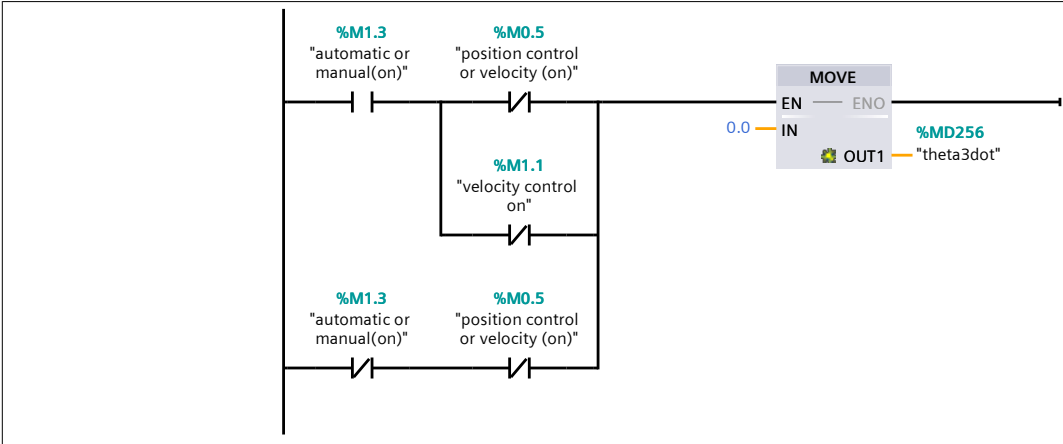 %M1.3
"automatic or
manual(on)"
%M0.5
"position control
or velocity (on)"
MOVE
EN
ENO
0.0
IN
%MD256
OUT1
"theta3dot"
%M1.1
"velocity control
on"
%M1.3
"automatic or
manual(on)"
%M0.5
"position control
or velocity (on)"